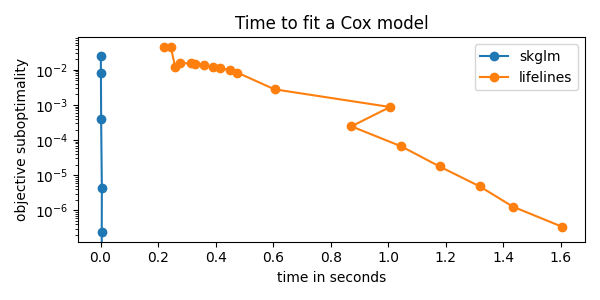 Time to fit a Cox model
objective suboptimality
10⁻²
10⁻³
10⁻⁴
10⁻⁵
10⁻⁶
skglm
lifelines
0.0 0.2 0.4 0.6 0.8 1.0 1.2 1.4 1.6
time in seconds